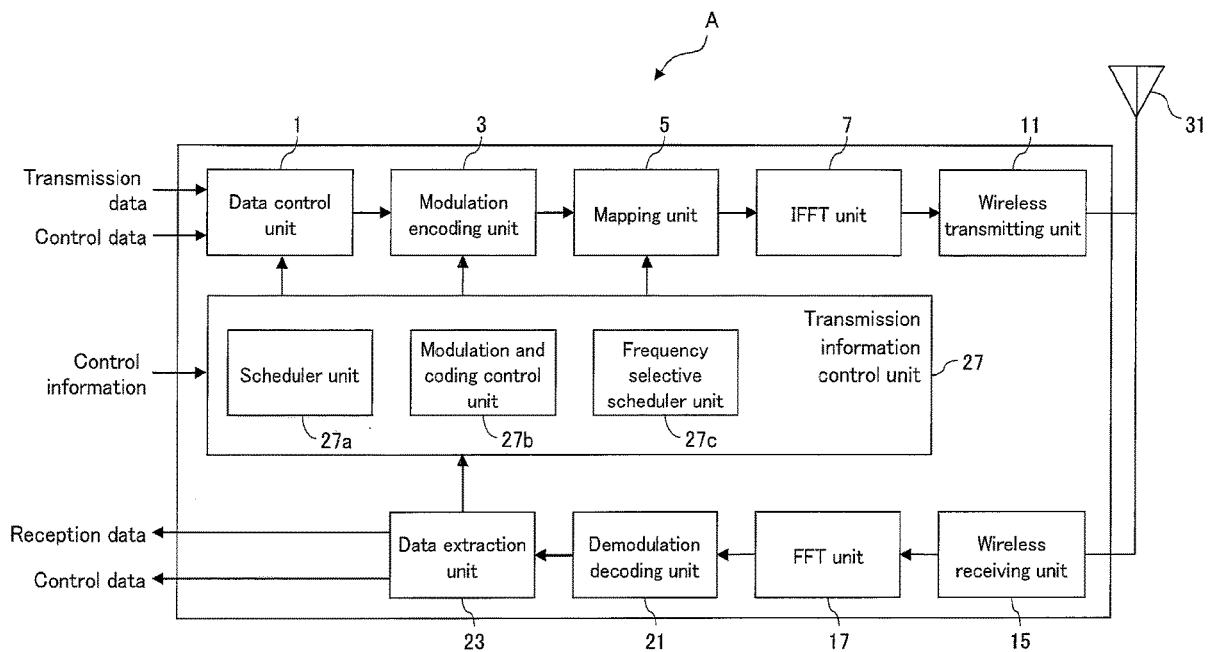 A
31
1
3
5
7
11
Transmission
data
Control data
Data control
unit
Modulation
encoding unit
Mapping unit
IFFT unit
Wireless
transmitting unit
Control
information
Scheduler unit
27a
Modulation and
coding control
unit
27b
Frequency
selective
scheduler unit
27c
Transmission
information
control unit
27
Reception data
Control data
Data extraction
unit
23
Demodulation
decoding unit
21
FFT unit
17
Wireless
receiving unit
15